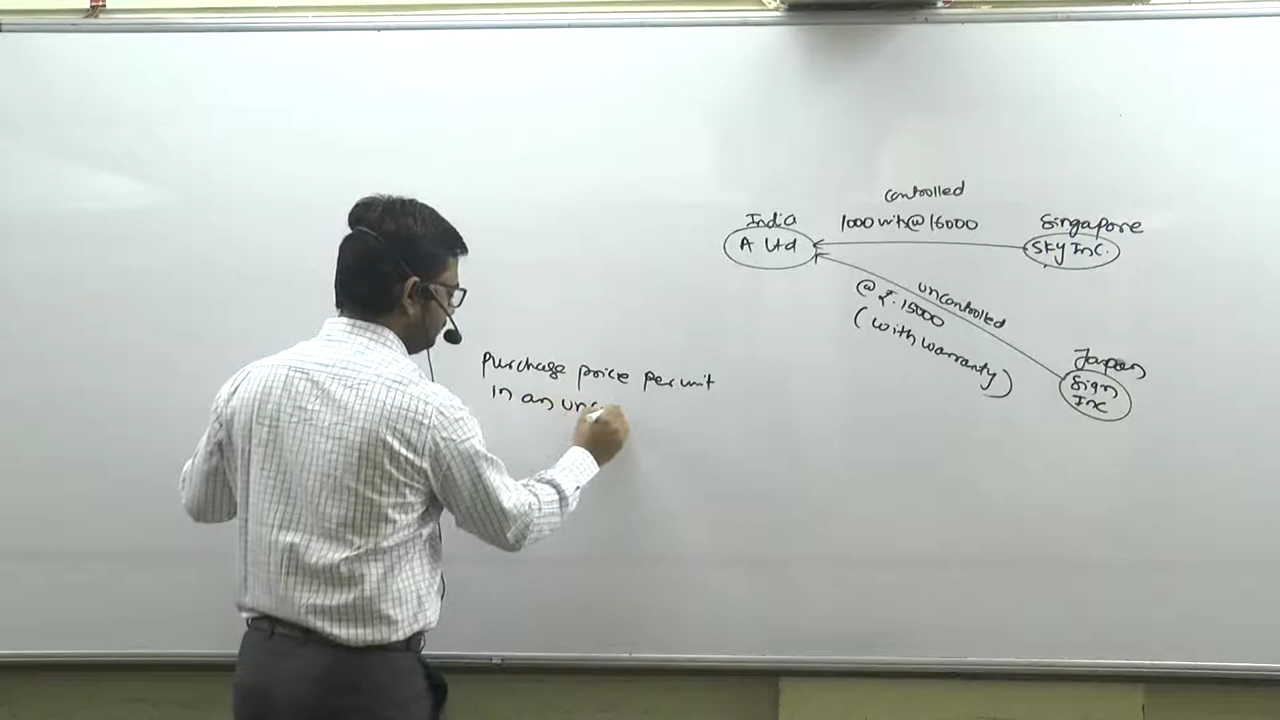 controlled
India
1000 units@ 16000
Singapore
A Ltd
Sky Inc.
uncontrolled
@ ₹. 15000
(with warranty)
Japan
Sign
Inc
Purchase price per unit
in an unc